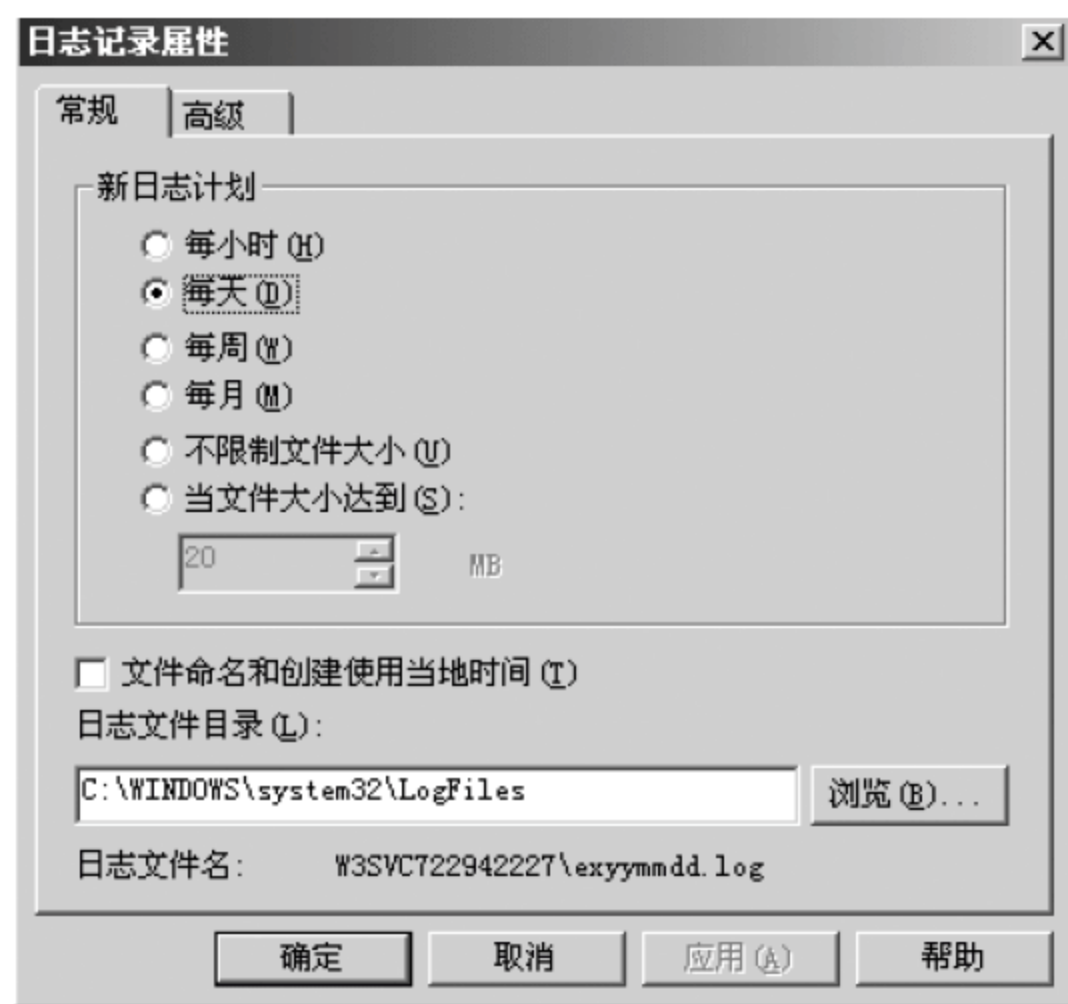 日志记录属性
常规 高级
新日志计划
每小时(H)
每天(D)
每周(W)
每月(M)
不限制文件大小(U)
当文件大小达到(S):
20 MB
文件命名和创建使用当地时间(T)
日志文件目录(L):
C:\WINDOWS\system32\LogFiles 浏览(B)...
日志文件名: W3SVC722942227\exyymmdd.log
确定 取消 应用(A) 帮助